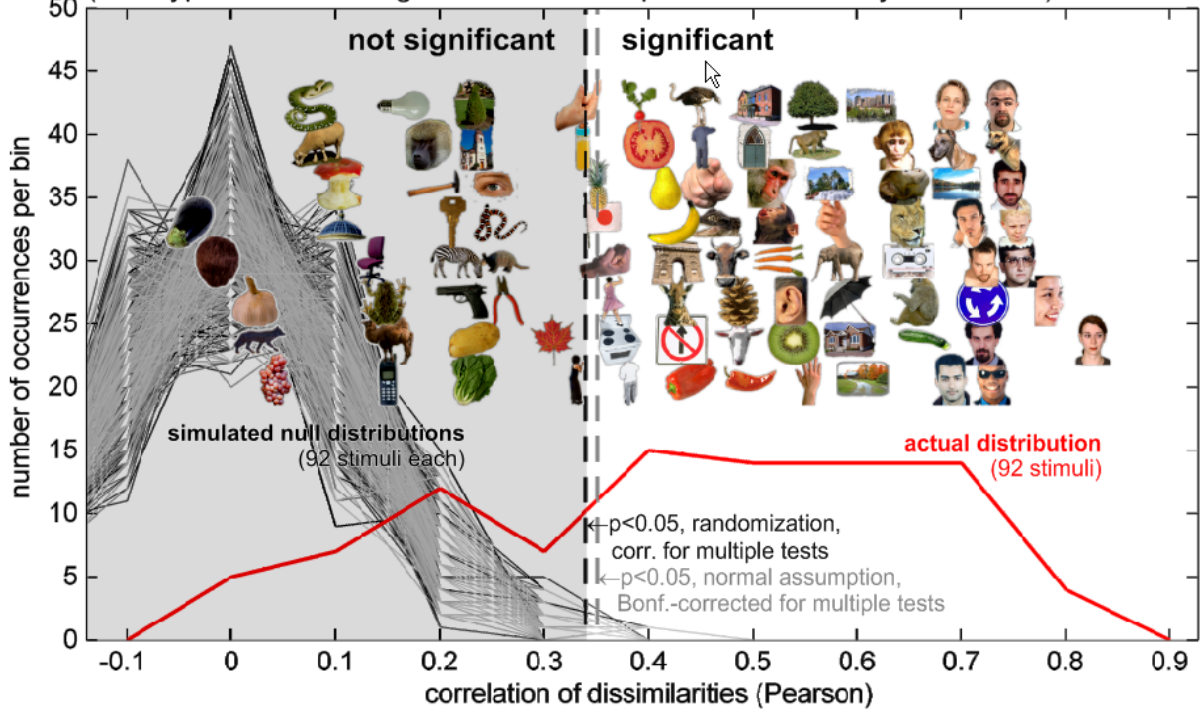 50
45
40
35
30
25
20
15
10
5
0
number of occurrences per bin
not significant
significant
simulated null distributions
(92 stimuli each)
actual distribution
(92 stimuli)
←p<0.05, randomization,
corr. for multiple tests
←p<0.05, normal assumption,
Bonf.-corrected for multiple tests
-0.1 0 0.1 0.2 0.3 0.4 0.5 0.6 0.7 0.8 0.9
correlation of dissimilarities (Pearson)